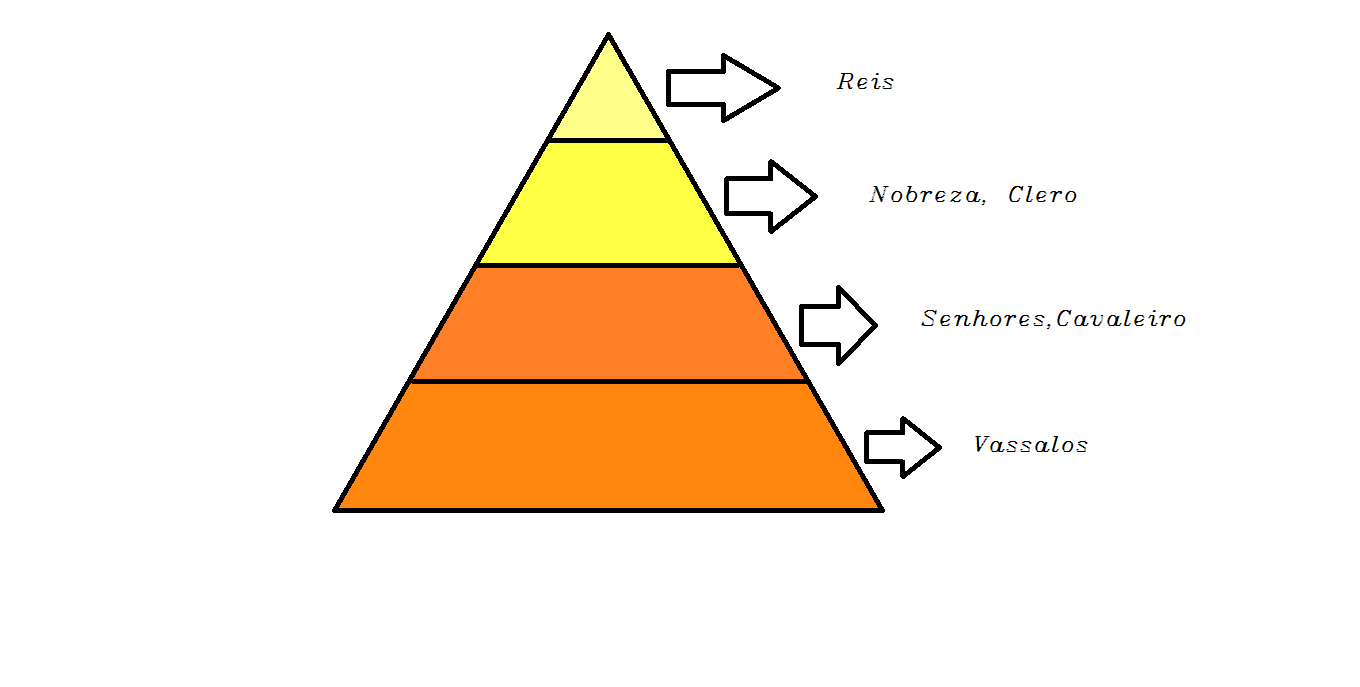 Reis
Nobreza, Clero
Senhores,Cavaleiro
Vassalos